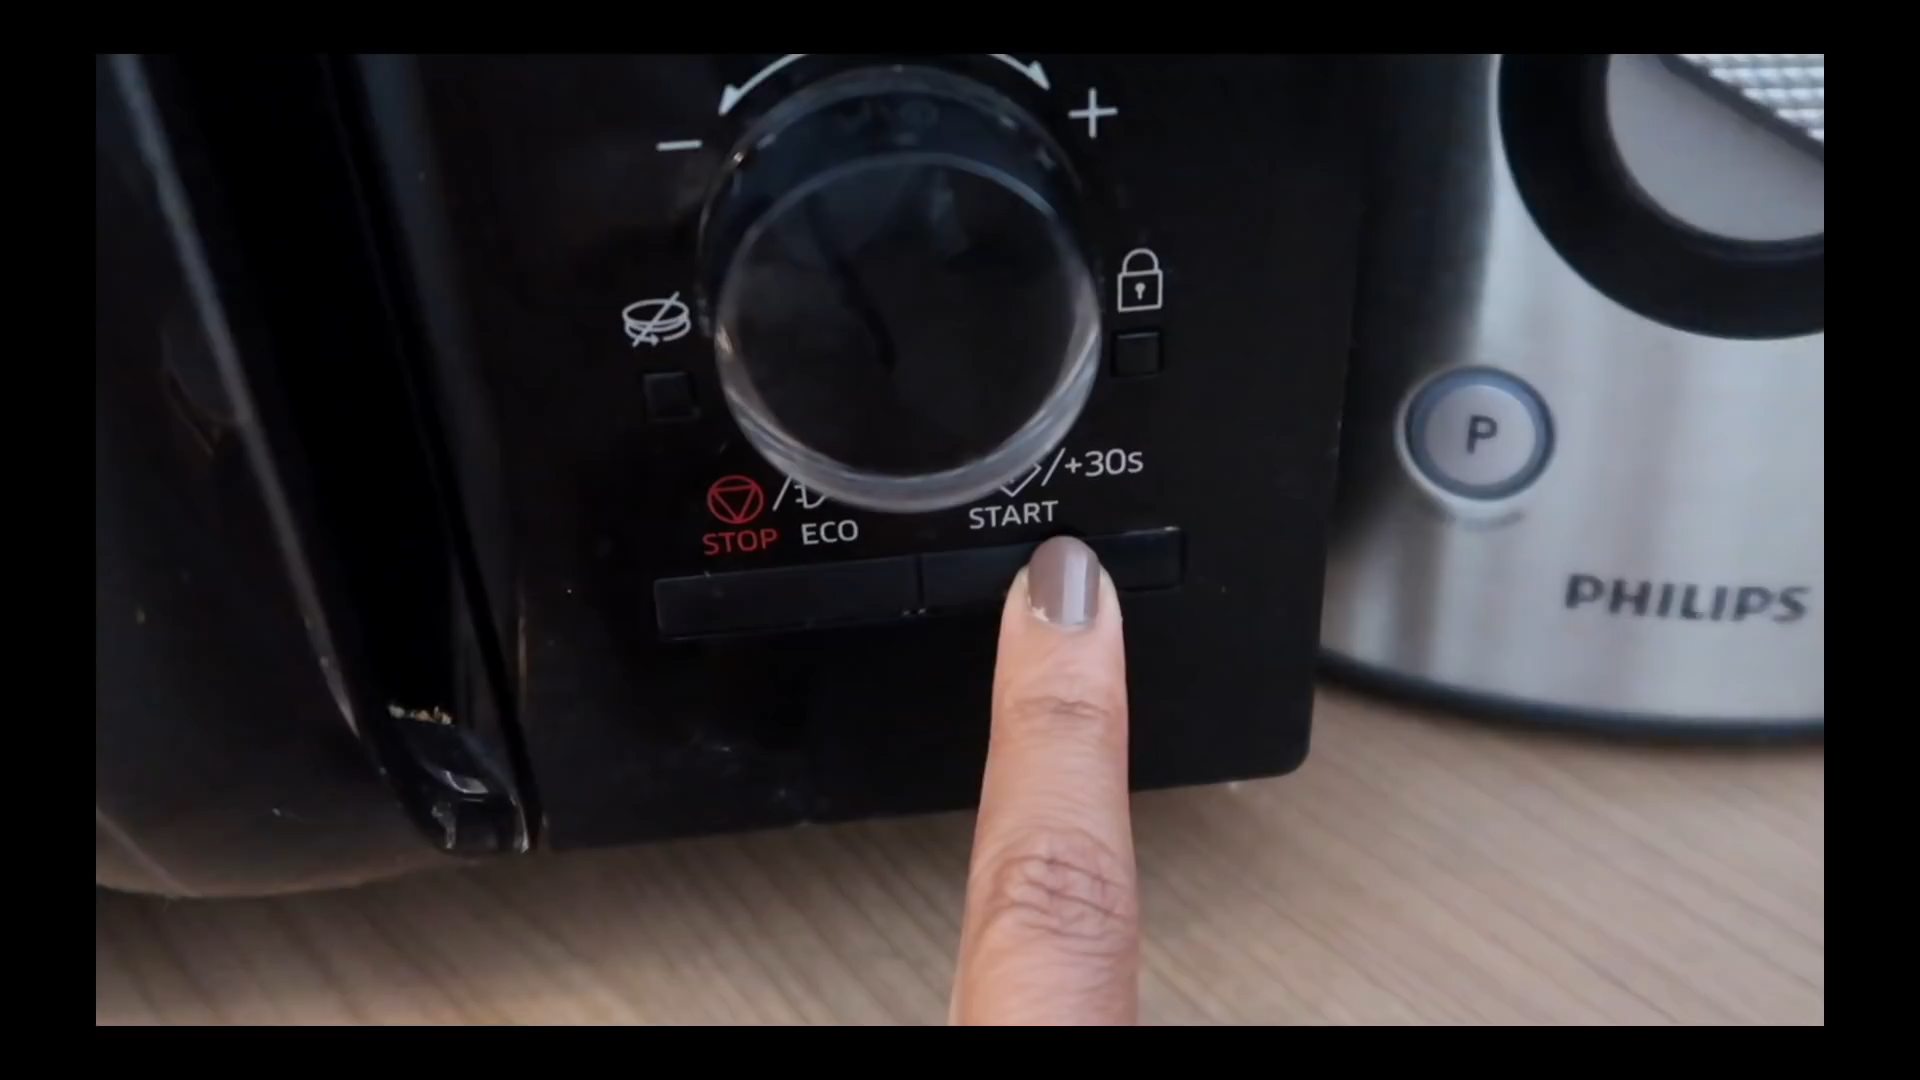 − +
/+30s
START
STOP / ECO
P
PHILIPS